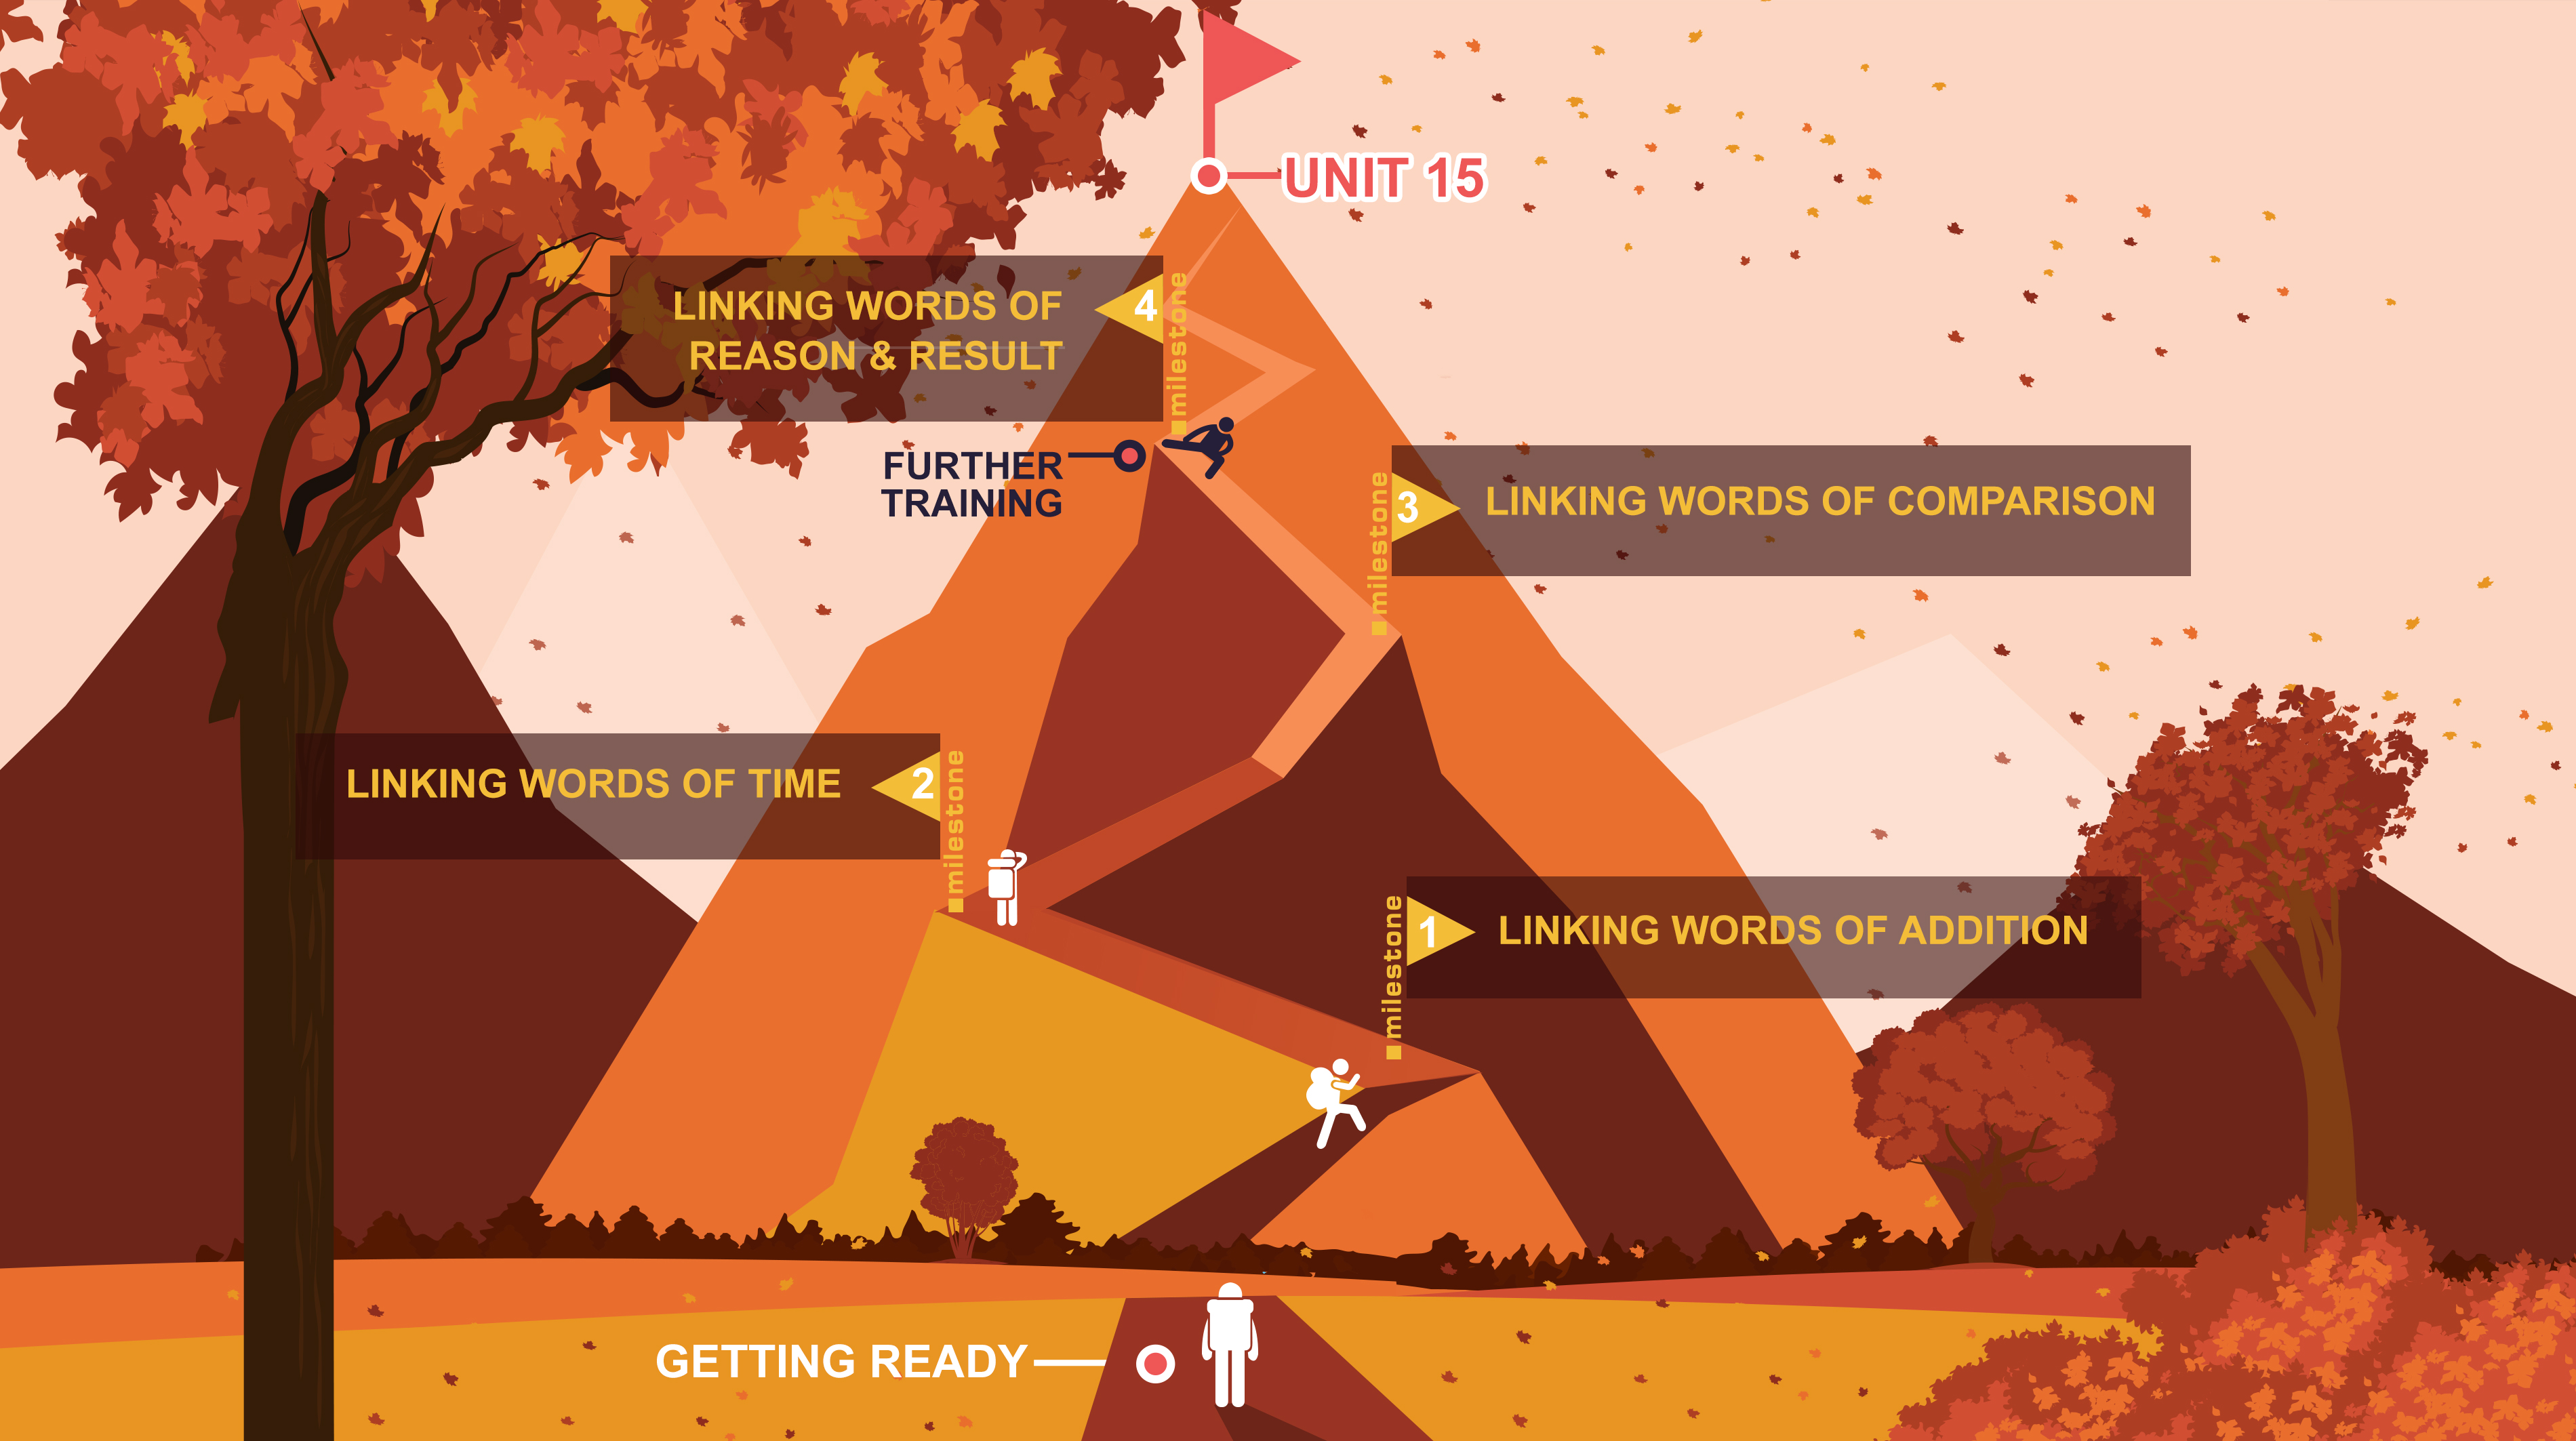 UNIT 15
LINKING WORDS OF
REASON & RESULT
4
milestone
FURTHER
TRAINING
milestone
3
LINKING WORDS OF COMPARISON
LINKING WORDS OF TIME
2
milestone
milestone
1
LINKING WORDS OF ADDITION
GETTING READY